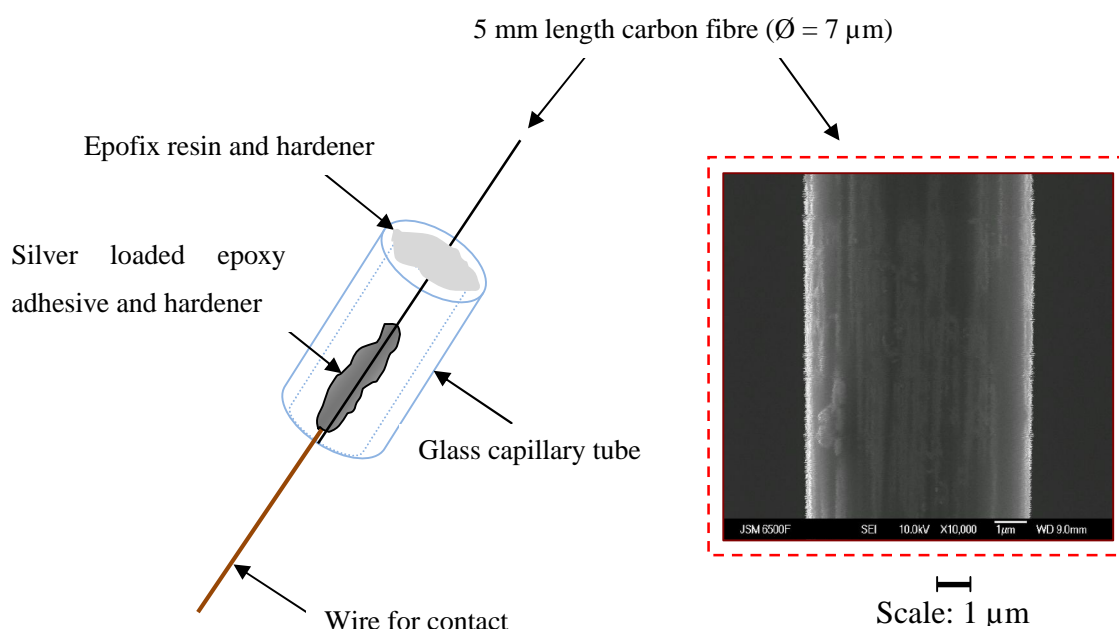 5 mm length carbon fibre (Ø = 7 µm)
Epofix resin and hardener
Silver loaded epoxy
adhesive and hardener
Glass capillary tube
Wire for contact
JSM 6500F SEI 10.0kV X10,000 1µm WD 9.0mm
Scale: 1 µm